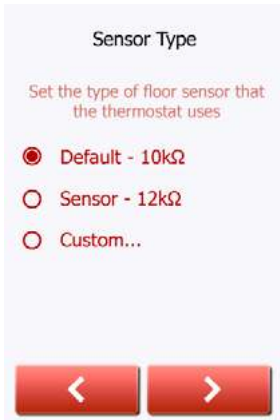 Sensor Type
Set the type of floor sensor that
the thermostat uses
Default - 10kΩ
Sensor - 12kΩ
Custom...